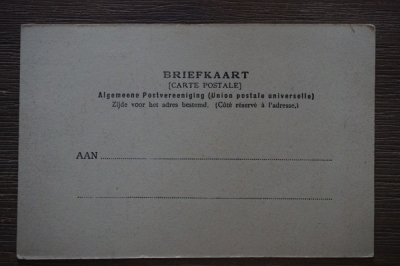 BRIEFKAART
[CARTE POSTALE]
Algemeene Postvereeniging (Union postale universelle)
Zijde voor het adres bestemd. (Côté réservé à l'adresse.)
AAN